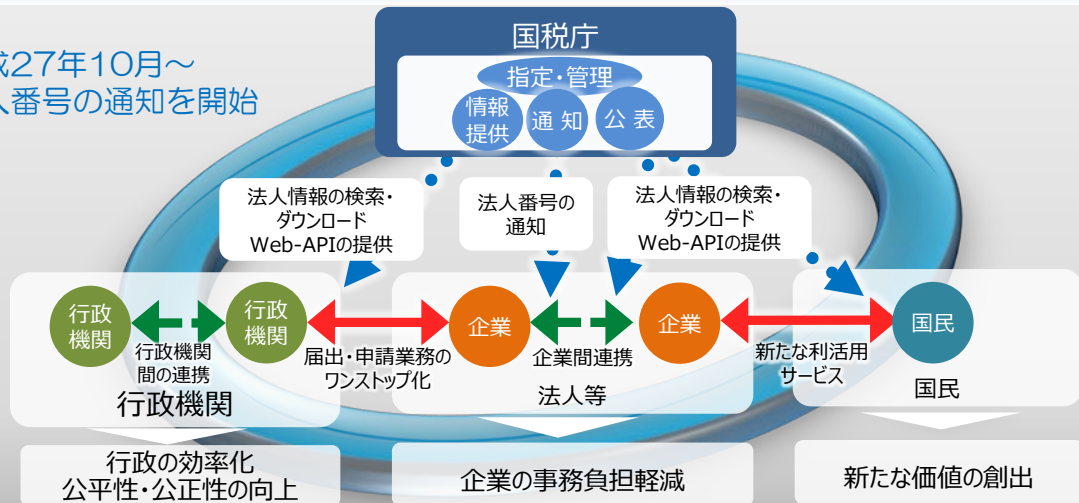 国税庁
指定・管理
情報
提供
通 知
公 表
27年10月～
番号の通知を開始
法人情報の検索・
ダウンロード
Web-APIの提供
法人番号の
通知
法人情報の検索・
ダウンロード
Web-APIの提供
行政
機関
行政
機関
企業
企業
国民
行政機関
間の連携
届出・申請業務の
ワンストップ化
企業間連携
新たな利活用
サービス
行政機関
法人等
国民
行政の効率化
公平性・公正性の向上
企業の事務負担軽減
新たな価値の創出